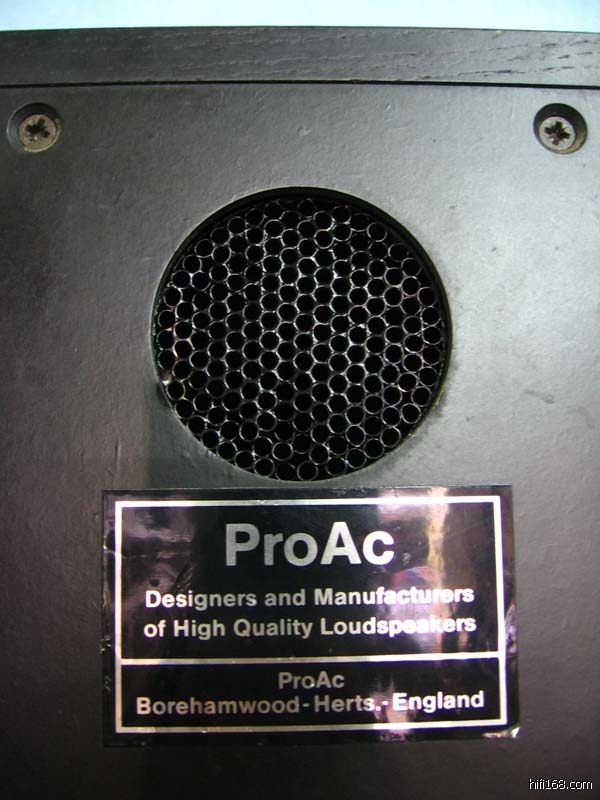 ProAc
Designers and Manufacturers
of High Quality Loudspeakers
ProAc
Borehamwood-Herts.-England
hifi168.com